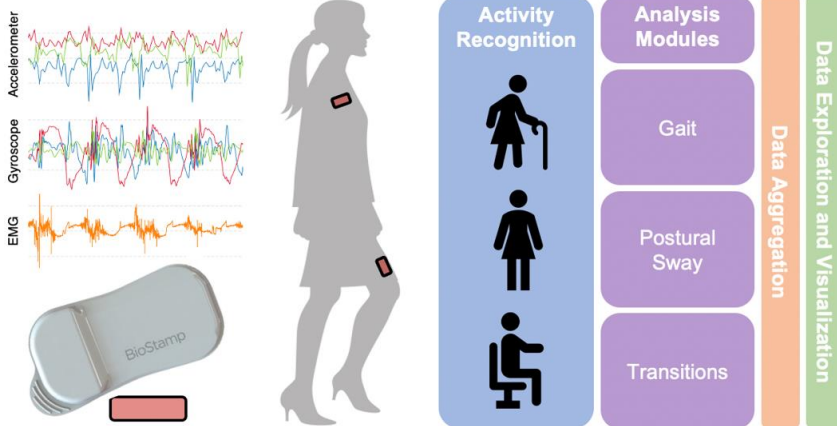 Accelerometer
Gyroscope
EMG
BioStamp
Activity
Recognition
Analysis
Modules
Gait
Postural
Sway
Transitions
Data Aggregation
Data Exploration and Visualization